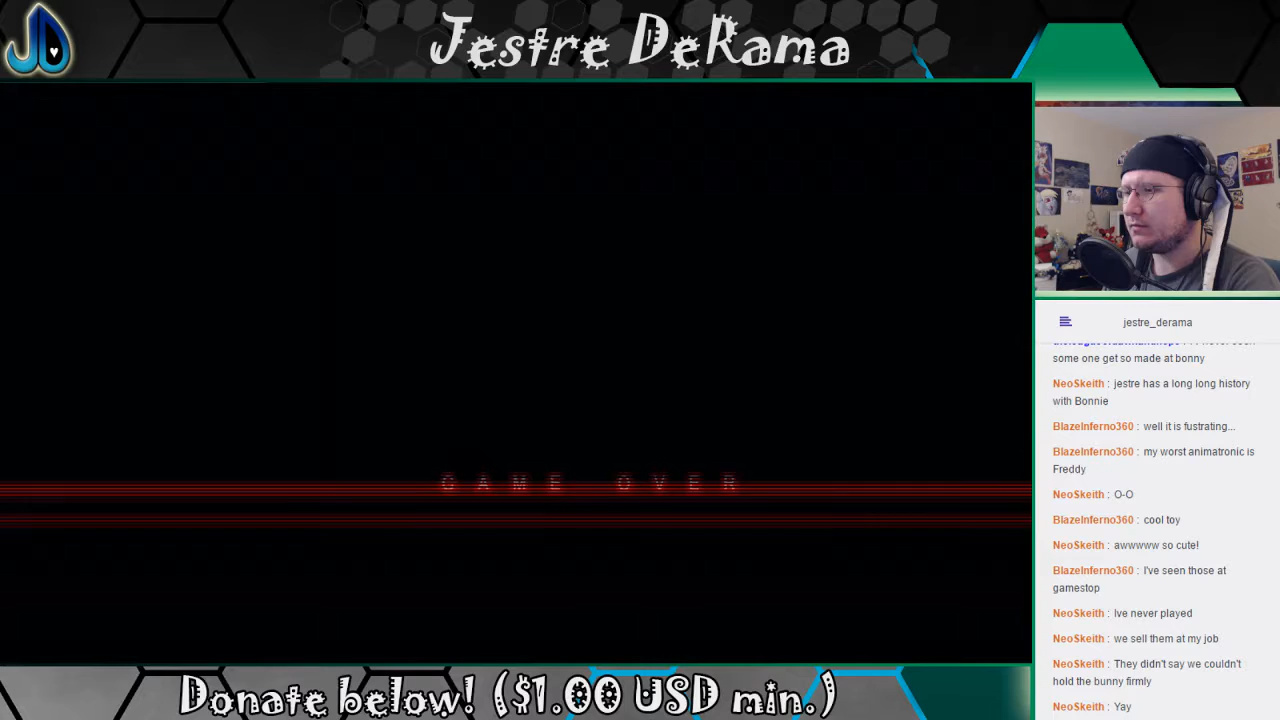 JD
Jestre DeRama
GAME OVER
jestre_derama
some one get so made at bonny
NeoSkeith : jestre has a long long history
with Bonnie
BlazeInferno360 : well it is fustrating...
BlazeInferno360 : my worst animatronic is
Freddy
NeoSkeith : O-O
BlazeInferno360 : cool toy
NeoSkeith : awwwww so cute!
BlazeInferno360 : I've seen those at
gamestop
NeoSkeith : Ive never played
NeoSkeith : we sell them at my job
NeoSkeith : They didn't say we couldn't
hold the bunny firmly
NeoSkeith : Yay
Donate below! ($1.00 USD min.)